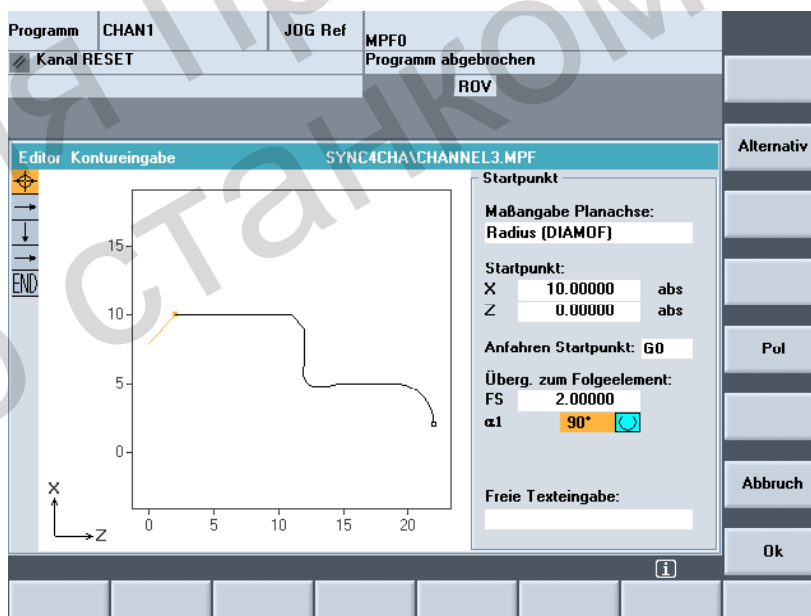 Programm CHAN1 JOG Ref MPF0
Kanal RESET Programm abgebrochen
ROV
Editor Kontureingabe SYNC4CHA\CHANNEL3.MPF
Alternativ
Startpunkt
Maßangabe Planachse:
Radius (DIAMOF)
Startpunkt:
X 10.00000 abs
Z 0.00000 abs
Anfahren Startpunkt: G0
Pol
Überg. zum Folgeelement:
FS 2.00000
α1 90°
Freie Texteingabe:
Abbruch
Ok
END
15
10
5
0
X
Z
0 5 10 15 20
i
станком